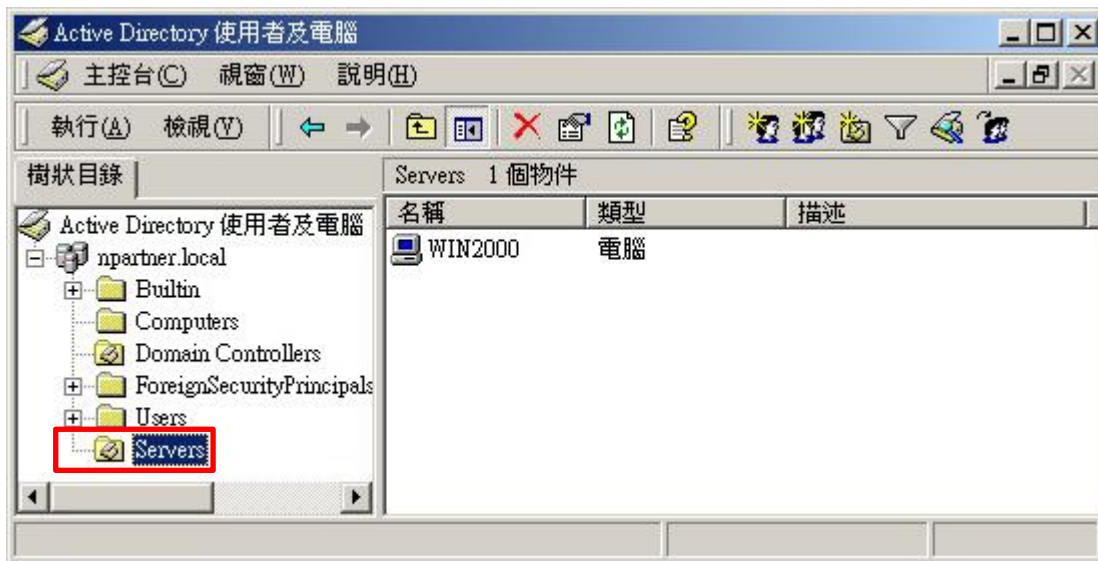 Active Directory 使用者及電腦
主控台(C) 視窗(W) 說明(H)
執行(A) 檢視(V)
樹狀目錄
Servers 1 個物件
名稱 類型 描述
Active Directory 使用者及電腦
WIN2000 電腦
npartner.local
Builtin
Computers
Domain Controllers
ForeignSecurityPrincipals
Users
Servers